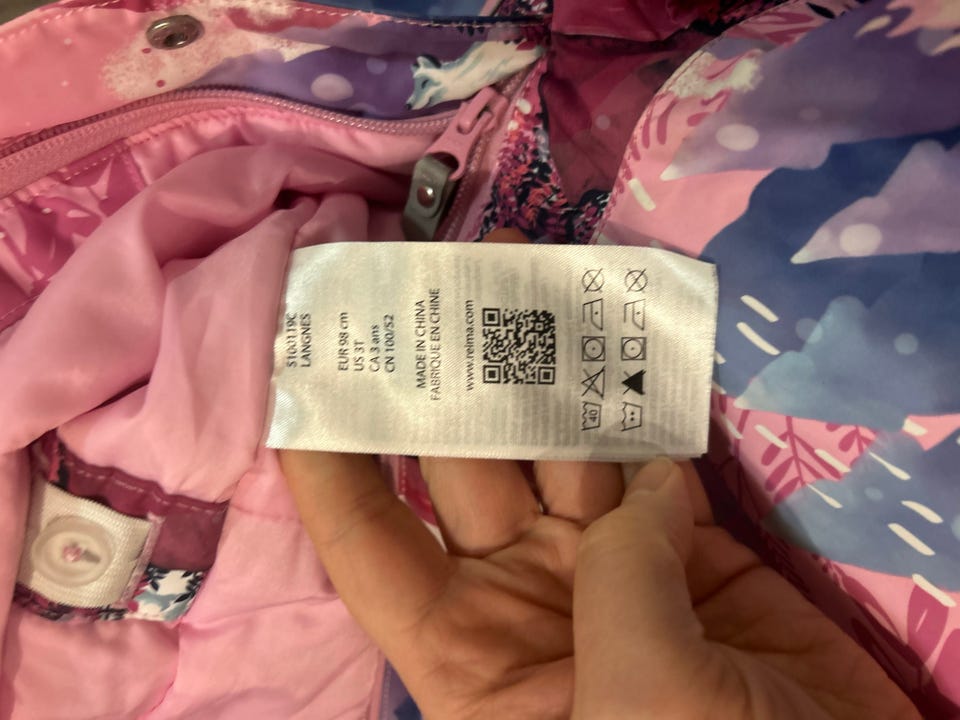 S100119C
LANGNES
EUR 98 cm
US 3T
CA 3 ans
CN 100/52
MADE IN CHINA
FABRIQUE EN CHINE
www.reima.com
40